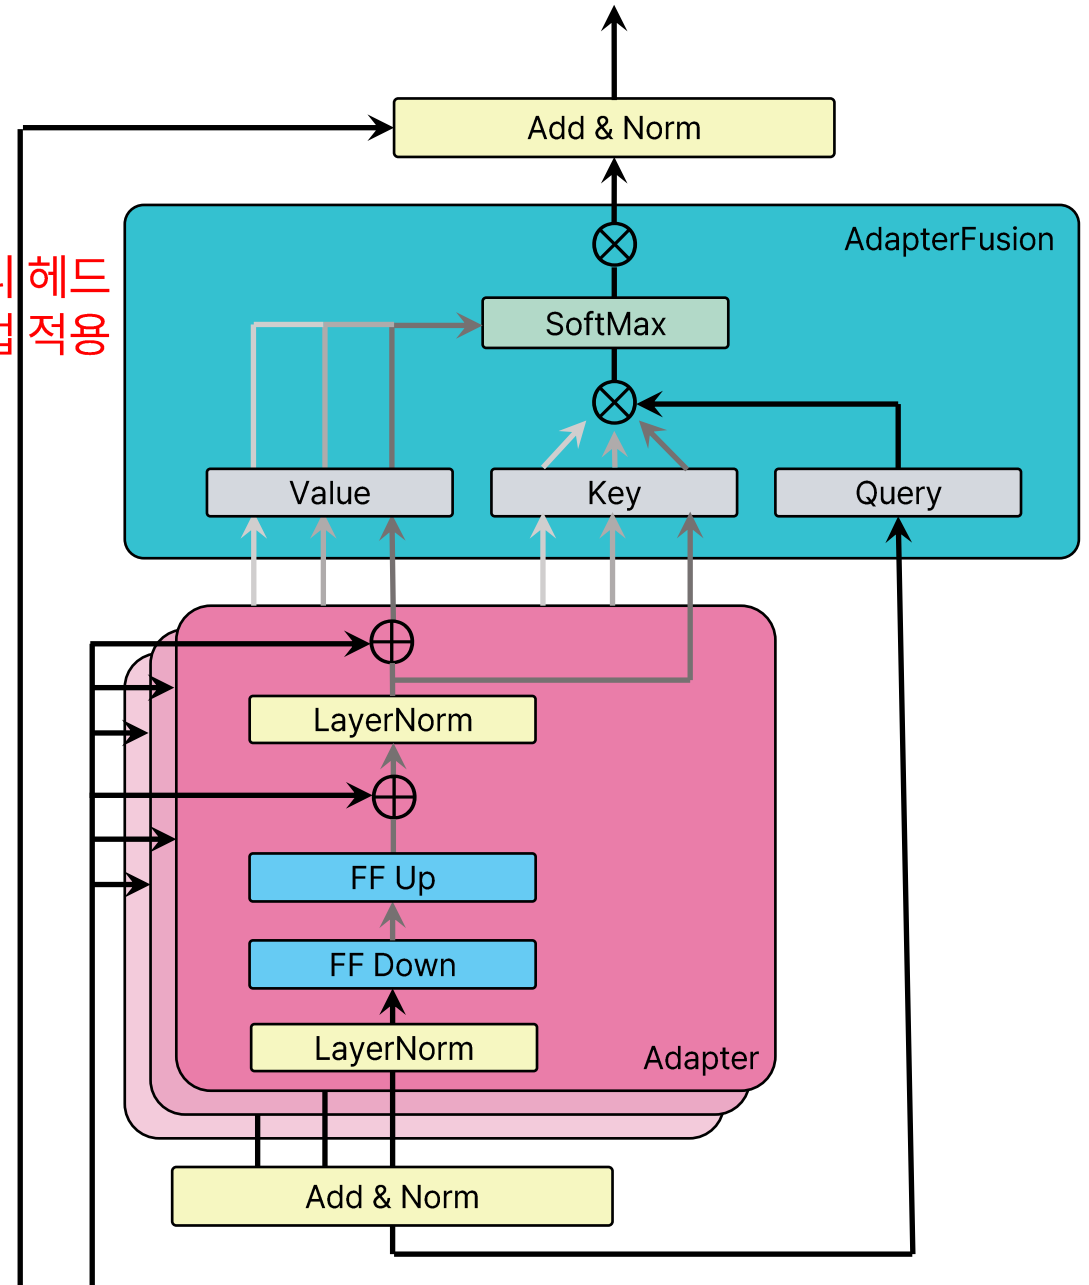 Add & Norm
AdapterFusion
헤드
적용
SoftMax
Value
Key
Query
LayerNorm
FF Up
FF Down
LayerNorm
Adapter
Add & Norm